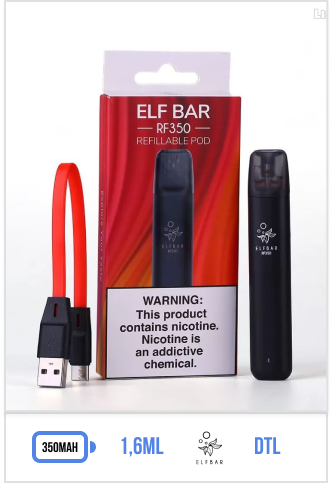 ELF BAR
RF350
REFILLABLE POD
ELFBAR
RF350
WARNING:
This product
contains nicotine.
Nicotine is
an addictive
chemical.
350MAH
1,6ML
ELFBAR
DTL